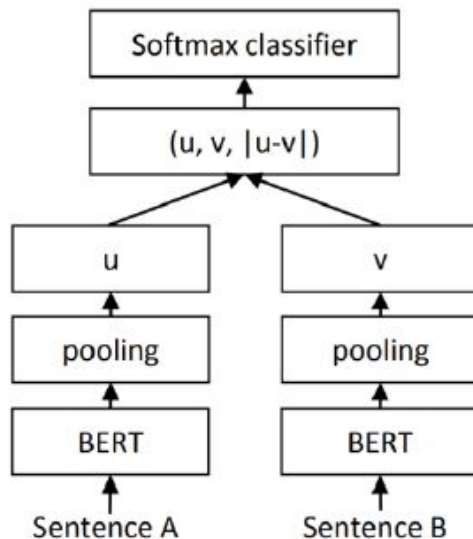 Softmax classifier
(u, v, |u-v|)
u
v
pooling
pooling
BERT
BERT
Sentence A
Sentence B